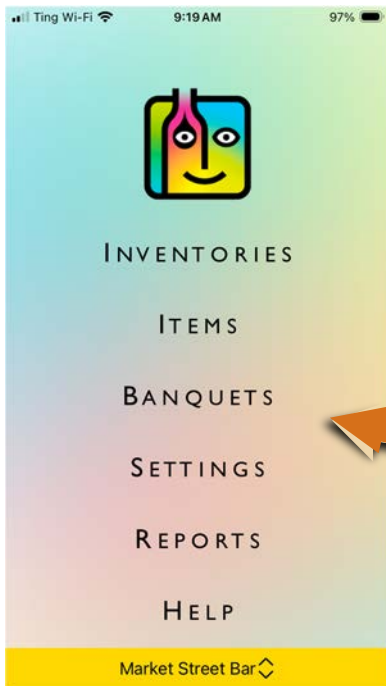 Ting Wi-Fi 9:19 AM 97%
INVENTORIES
ITEMS
BANQUETS
SETTINGS
REPORTS
HELP
Market Street Bar